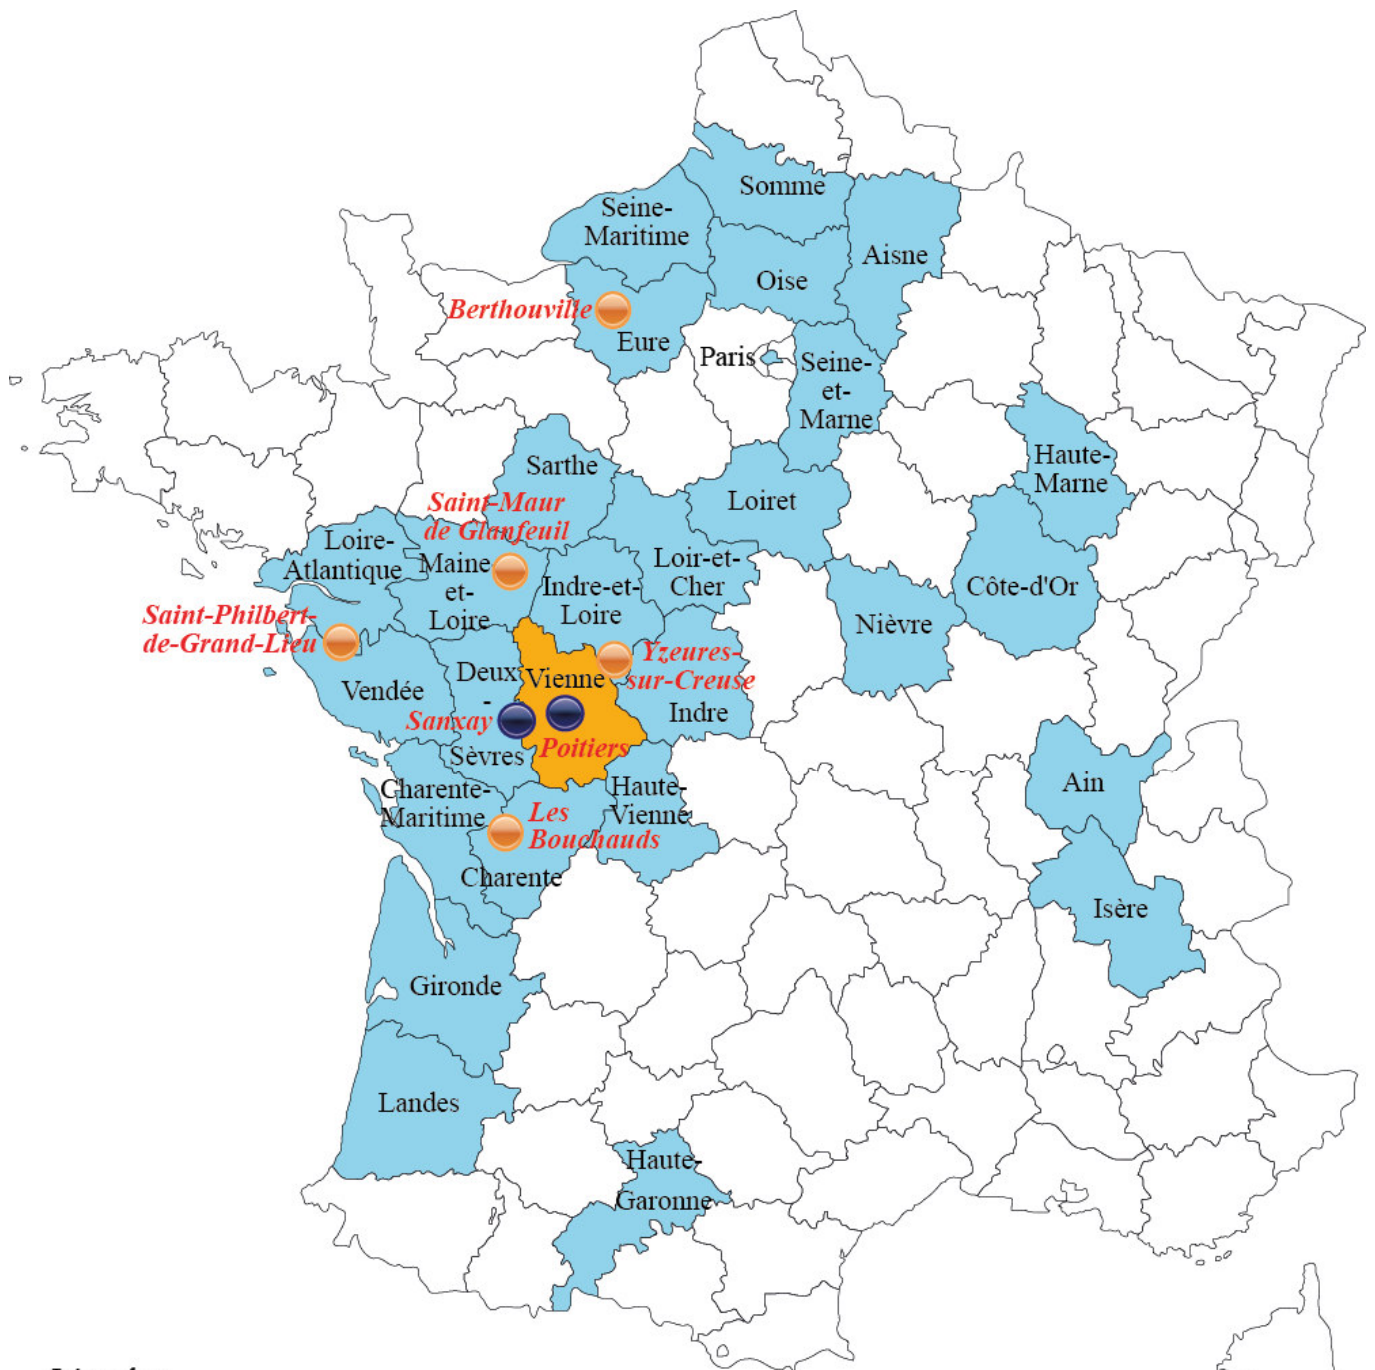 Somme
Seine-
Maritime
Aisne
Oise
Berthouville
Eure
Paris
Seine-
et-
Marne
Sarthe
Haute-
Marne
Saint-Maur
de Glanfeuil
Loiret
Loire-
Atlantique
Maine-
et-
Loire
Indre-et-
Loire
Loir-et-
Cher
Côte-d'Or
Saint-Philbert-
de-Grand-Lieu
Nièvre
Yzeures-
sur-Creuse
Deux
-
Sèvres
Vienne
Vendée
Indre
Sanxay
Poitiers
Charente-
Maritime
Haute-
Vienne
Ain
Les
Bouchauds
Charente
Isère
Gironde
Landes
Haute-
Garonne